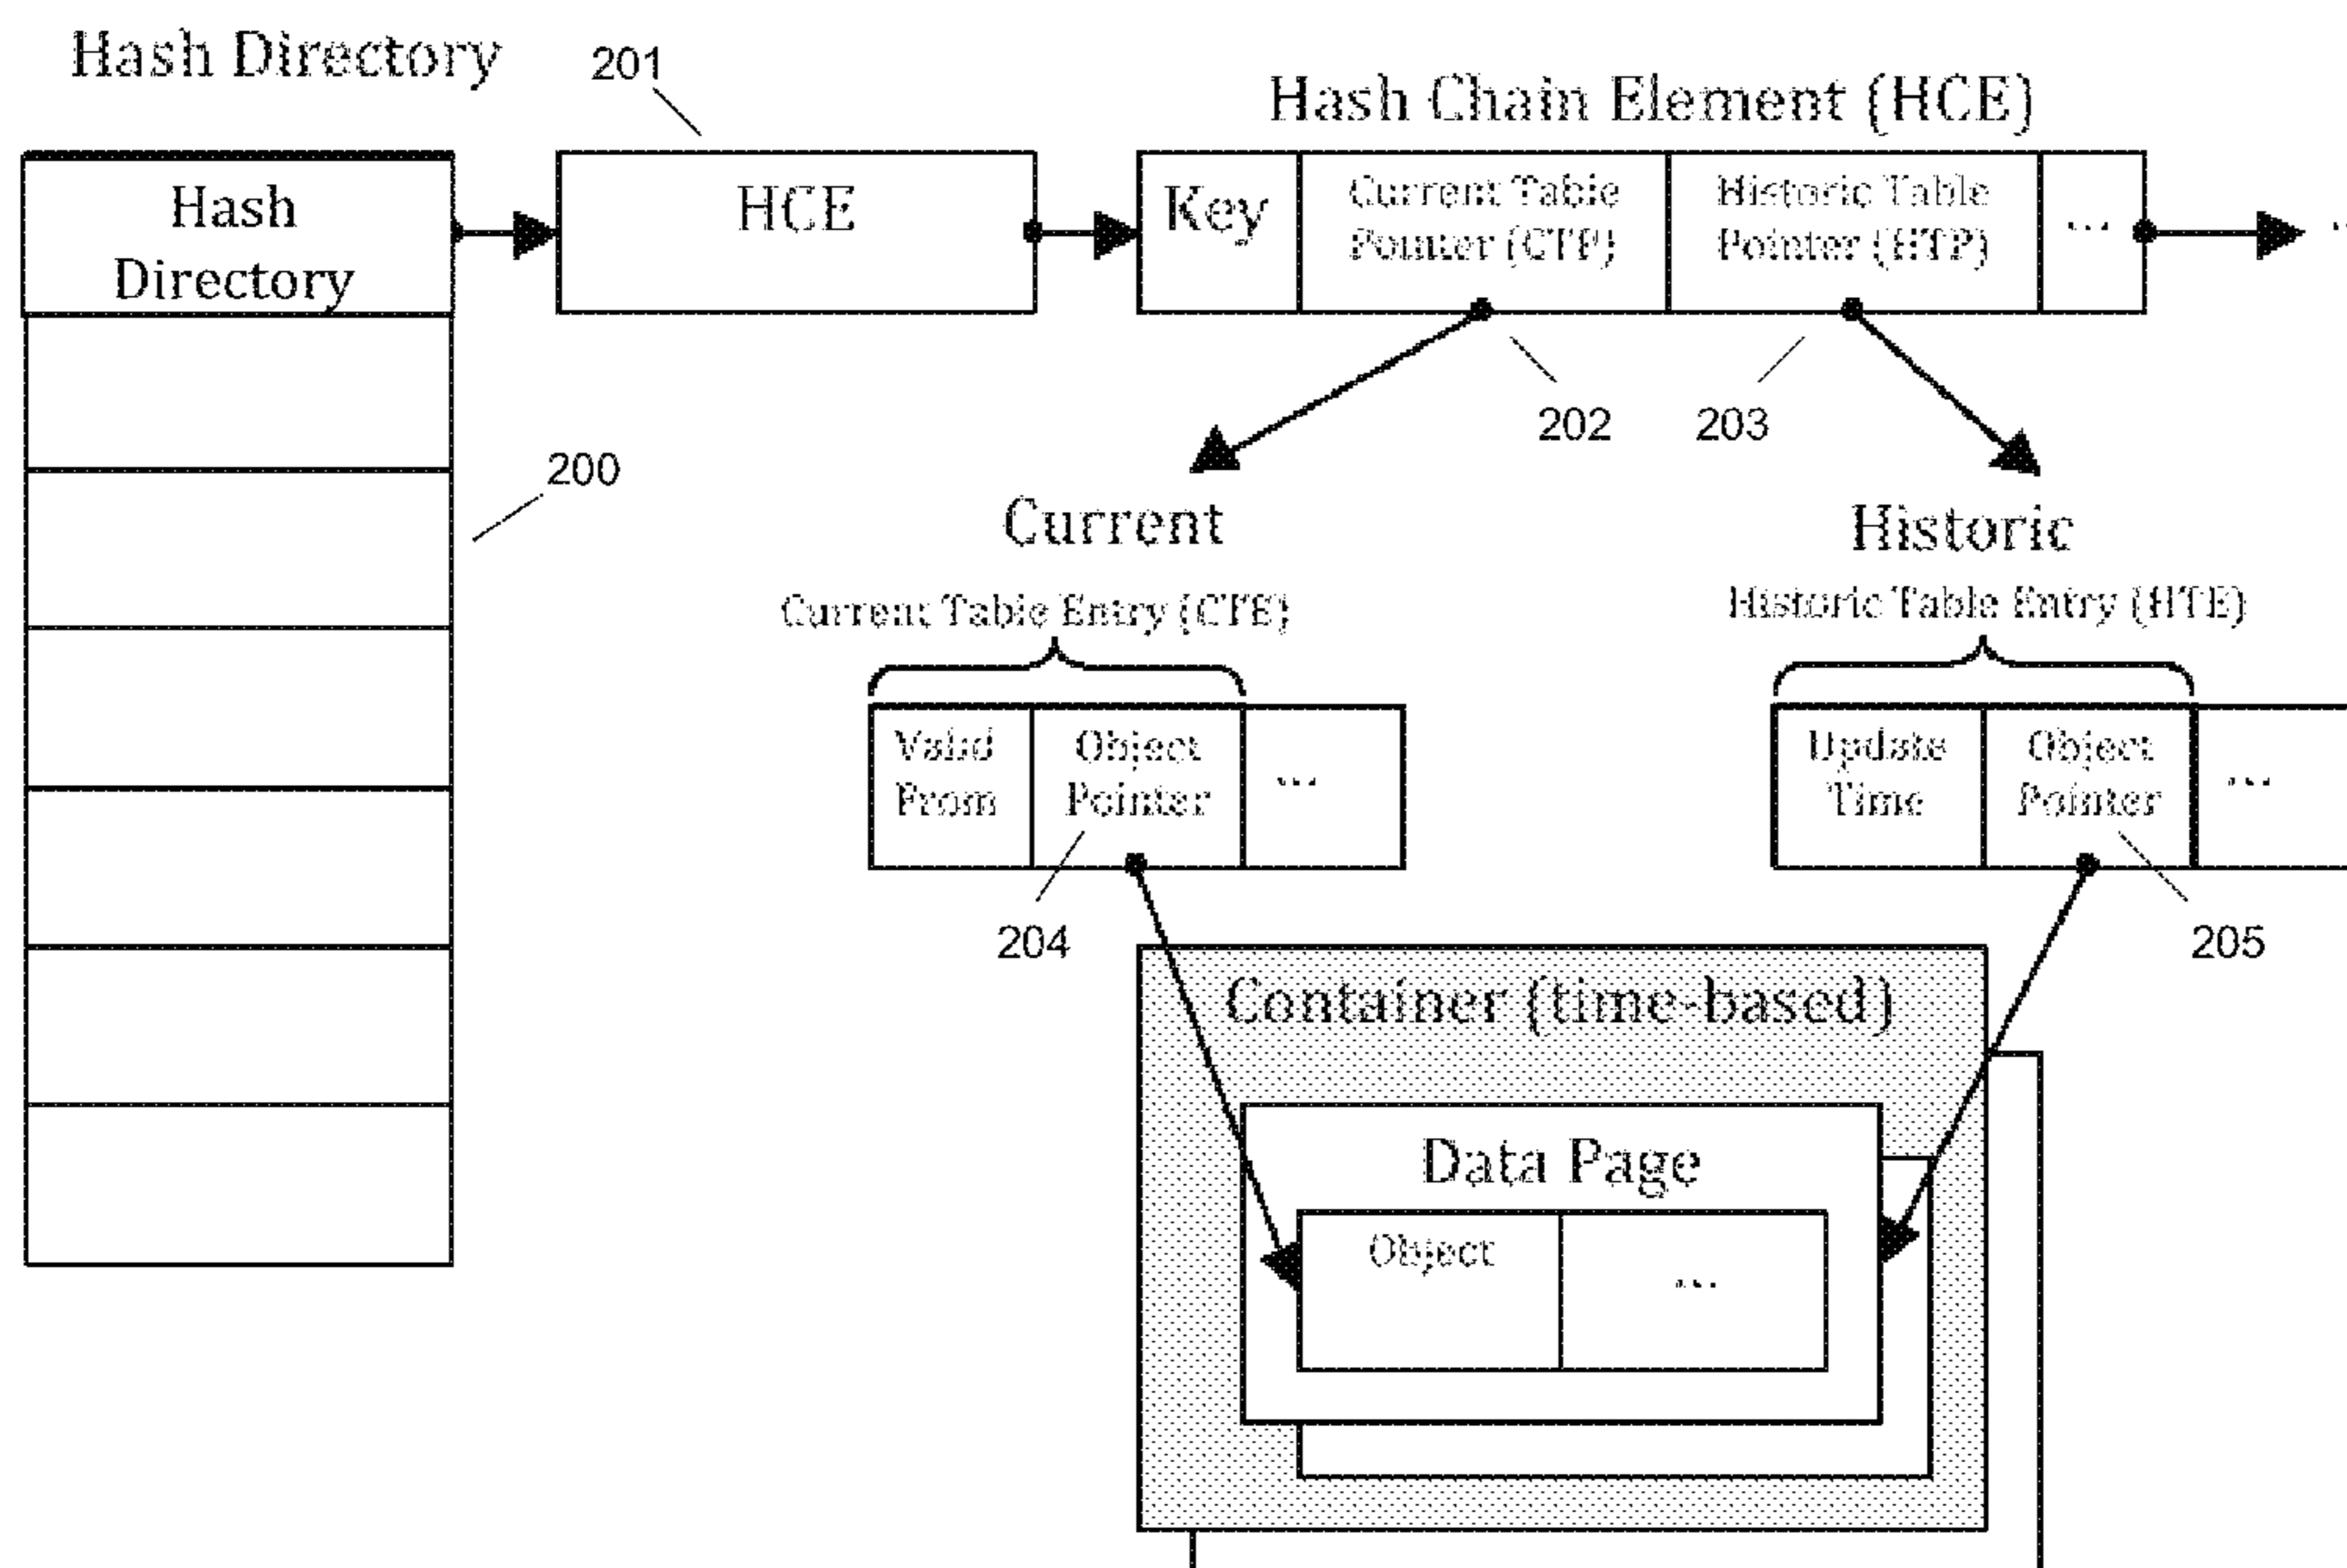 Hash Directory
201
Hash Chain Element (HCE)
Hash
Directory
HCE
Key
Current Table
Pointer (CTP)
Historic Table
Pointer (HTP)
...
...
202
203
200
Current
Historic
Current Table Entry (CTE)
Historic Table Entry (HTE)
Valid
From
Object
Pointer
...
Update
Time
Object
Pointer
...
204
205
Container (time-based)
Data Page
Object
...